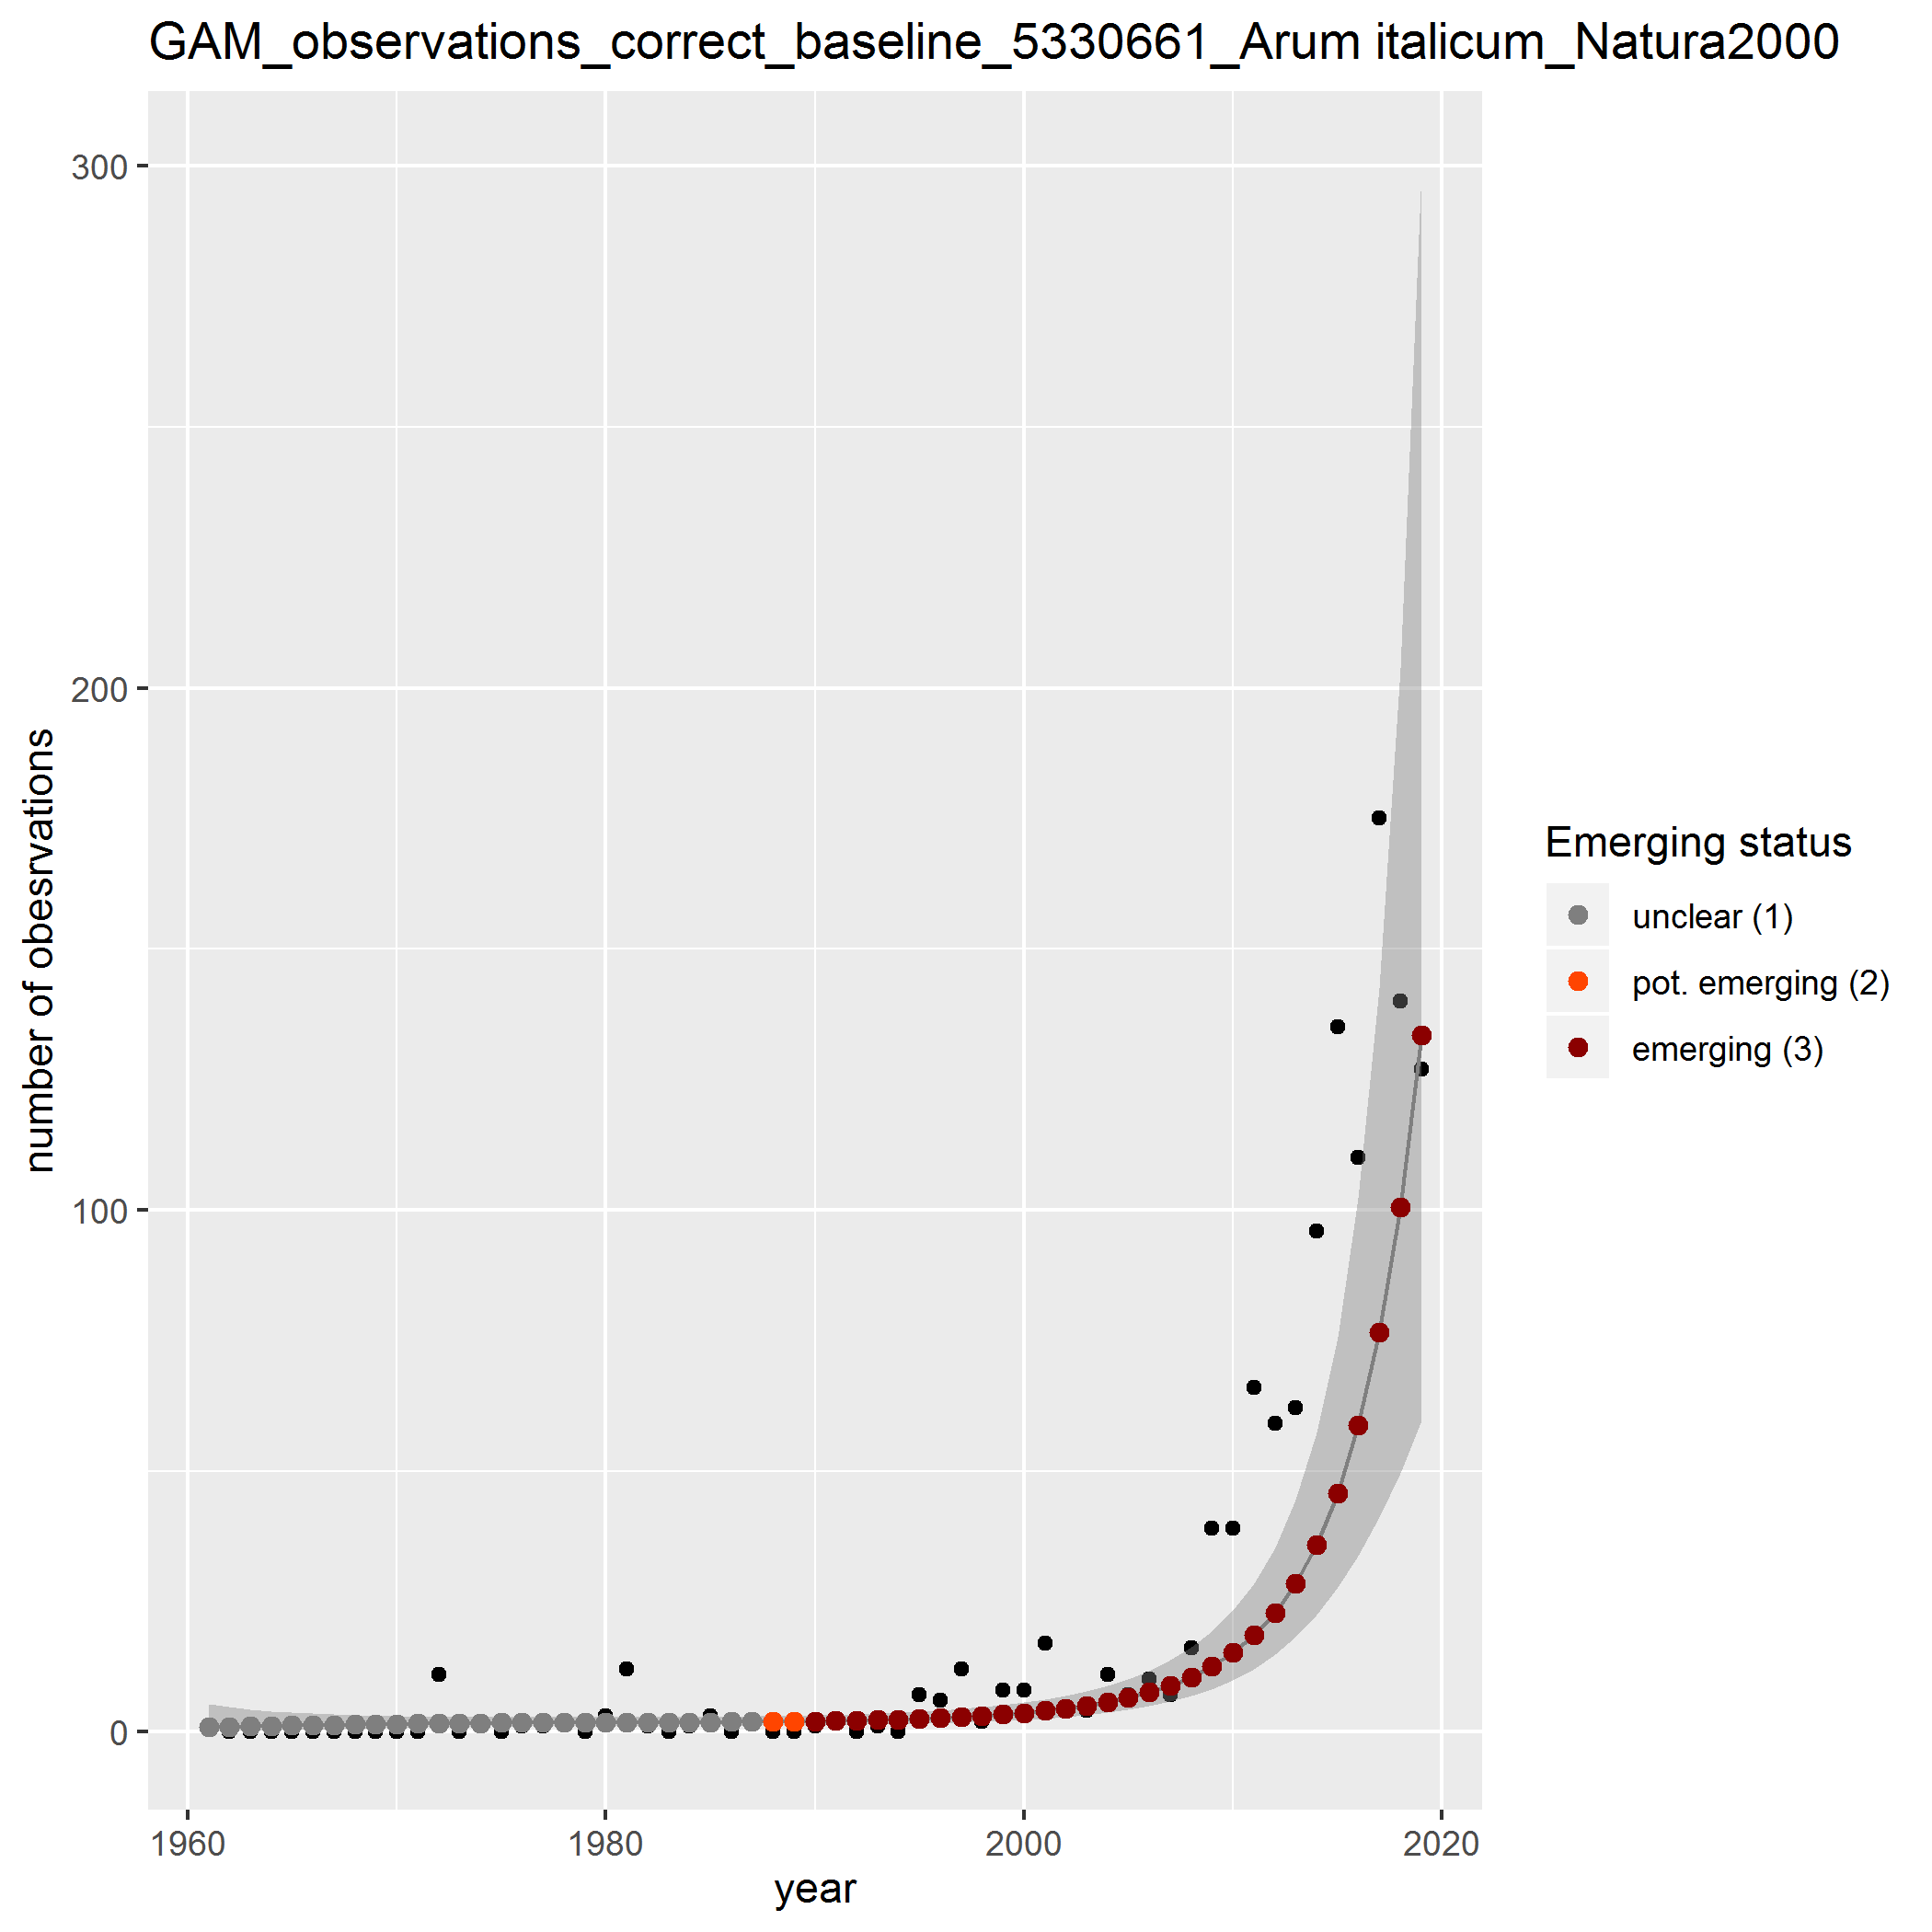 GAM_observations_correct_baseline_5330661_Arum italicum_Natura2000
number of obesrvations
300
200
100
0
1960
1980
2000
2020
year
Emerging status
unclear (1)
pot. emerging (2)
emerging (3)